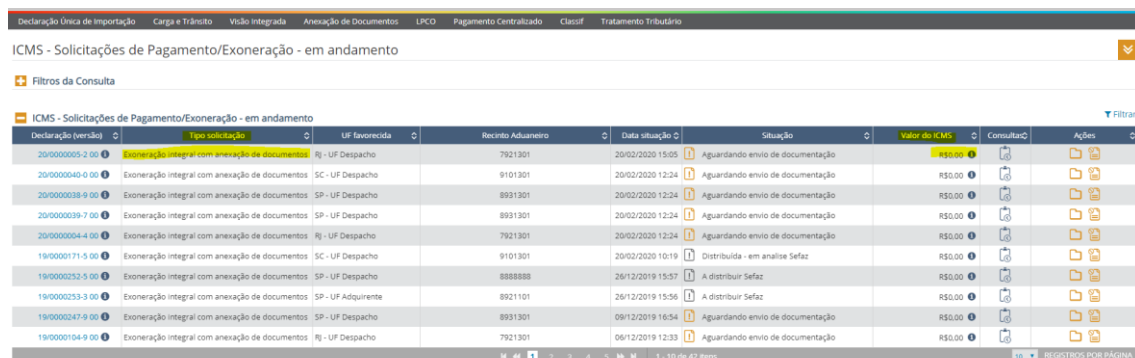 Declaração Única de Importação Carga e Trânsito Visão Integrada Anexação de Documentos LPCO Pagamento Centralizado Classif Tratamento Tributário
ICMS - Solicitações de Pagamento/Exoneração - em andamento
Filtros da Consulta
ICMS - Solicitações de Pagamento/Exoneração - em andamento Filtrar
Declaração (versão) Tipo solicitação UF favorecida Recinto Aduaneiro Data situação Situação Valor do ICMS Consultas Ações
20/0000005-2 00 Exoneração integral com anexação de documentos RJ - UF Despacho 7921301 20/02/2020 15:05 Aguardando envio de documentação R$0,00
20/0000040-0 00 Exoneração integral com anexação de documentos SC - UF Despacho 9101301 20/02/2020 12:24 Aguardando envio de documentação R$0,00
20/0000038-9 00 Exoneração integral com anexação de documentos SP - UF Despacho 8931301 20/02/2020 12:24 Aguardando envio de documentação R$0,00
20/0000039-7 00 Exoneração integral com anexação de documentos SP - UF Despacho 8931301 20/02/2020 12:24 Aguardando envio de documentação R$0,00
20/0000004-4 00 Exoneração integral com anexação de documentos RJ - UF Despacho 7921301 20/02/2020 12:24 Aguardando envio de documentação R$0,00
19/0000171-5 00 Exoneração integral com anexação de documentos SC - UF Despacho 9101301 20/02/2020 10:19 Distribuída - em analise Sefaz R$0,00
19/0000252-5 00 Exoneração integral com anexação de documentos SP - UF Despacho 8888888 26/12/2019 15:57 A distribuir Sefaz R$0,00
19/0000253-3 00 Exoneração integral com anexação de documentos SP - UF Adquirente 8921101 26/12/2019 15:56 A distribuir Sefaz R$0,00
19/0000247-9 00 Exoneração integral com anexação de documentos SP - UF Despacho 8931301 09/12/2019 16:54 Aguardando envio de documentação R$0,00
19/0000104-9 00 Exoneração integral com anexação de documentos RJ - UF Despacho 7921301 06/12/2019 12:33 Aguardando envio de documentação R$0,00
1 2 3 4 5 1 - 10 de 42 item 10 REGISTROS POR PÁGINA